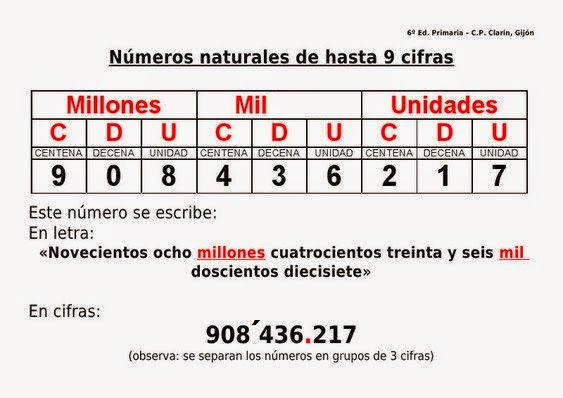 6º Ed. Primaria – C.P. Clarín, Gijón
Números naturales de hasta 9 cifras
Millones Mil Unidades
C D U C D U C D U
CENTENA DECENA UNIDAD CENTENA DECENA UNIDAD CENTENA DECENA UNIDAD
9 0 8 4 3 6 2 1 7
Este número se escribe:
En letra:
«Novecientos ocho millones cuatrocientos treinta y seis mil
doscientos diecisiete»
En cifras:
908´436.217
(observa: se separan los números en grupos de 3 cifras)